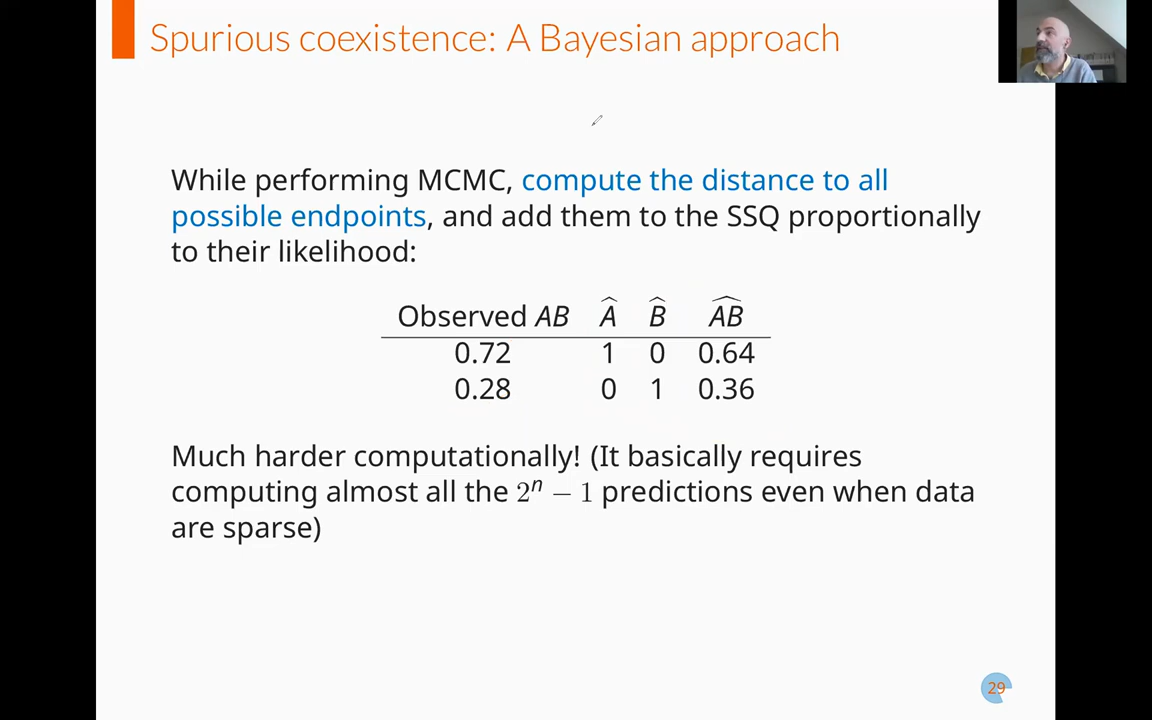 Spurious coexistence: A Bayesian approach
While performing MCMC, compute the distance to all
possible endpoints, and add them to the SSQ proportionally
to their likelihood:
Observed AB  Â  B̂  A͡B
0.72  1  0  0.64
0.28  0  1  0.36
Much harder computationally! (It basically requires
computing almost all the 2ⁿ − 1 predictions even when data
are sparse)
29